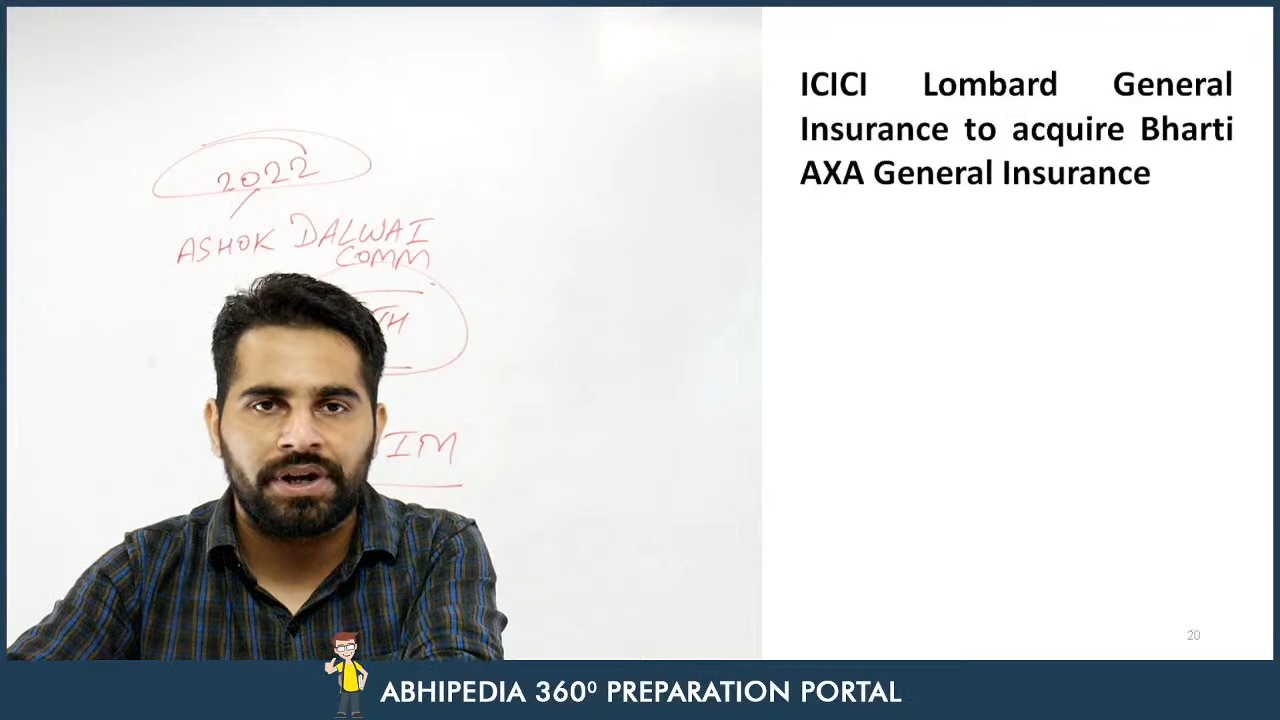 2022
ASHOK DALWAI
COMM
IM
ICICI Lombard General
Insurance to acquire Bharti
AXA General Insurance
20
ABHIPEDIA 360⁰ PREPARATION PORTAL